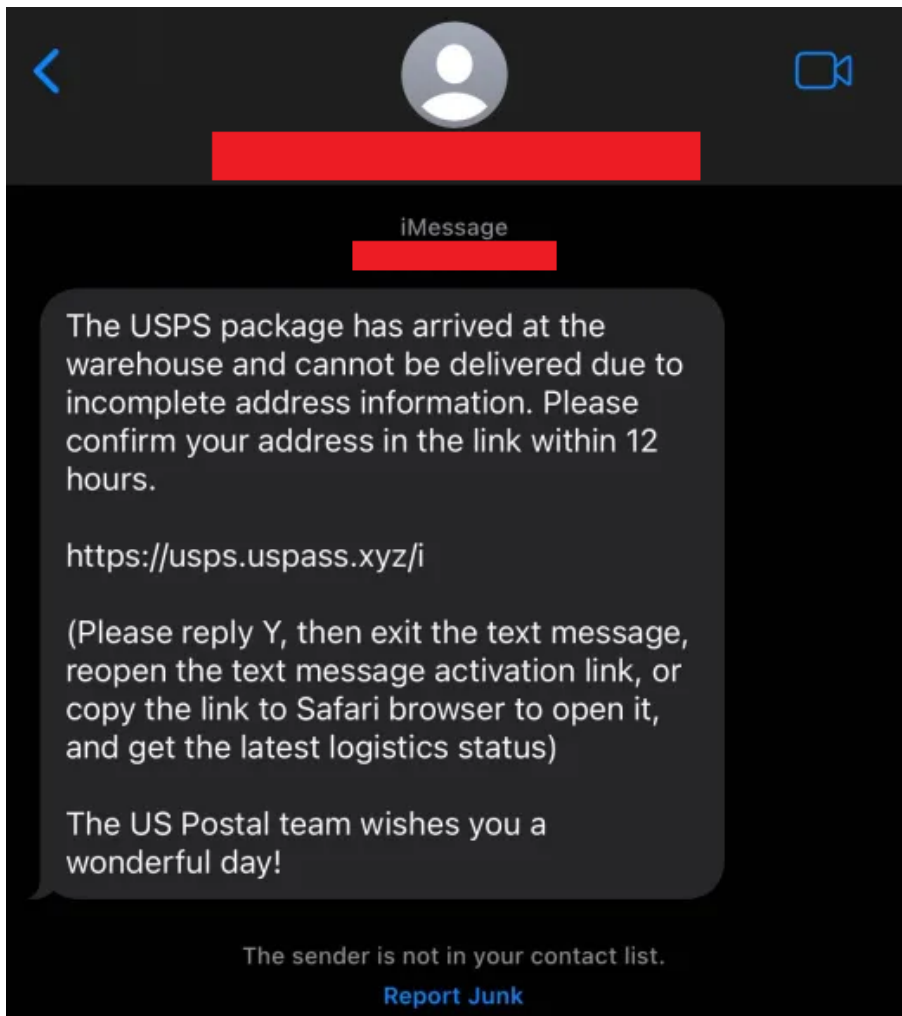 iMessage
The USPS package has arrived at the
warehouse and cannot be delivered due to
incomplete address information. Please
confirm your address in the link within 12
hours.
https://usps.uspass.xyz/i
(Please reply Y, then exit the text message,
reopen the text message activation link, or
copy the link to Safari browser to open it,
and get the latest logistics status)
The US Postal team wishes you a
wonderful day!
The sender is not in your contact list.
Report Junk